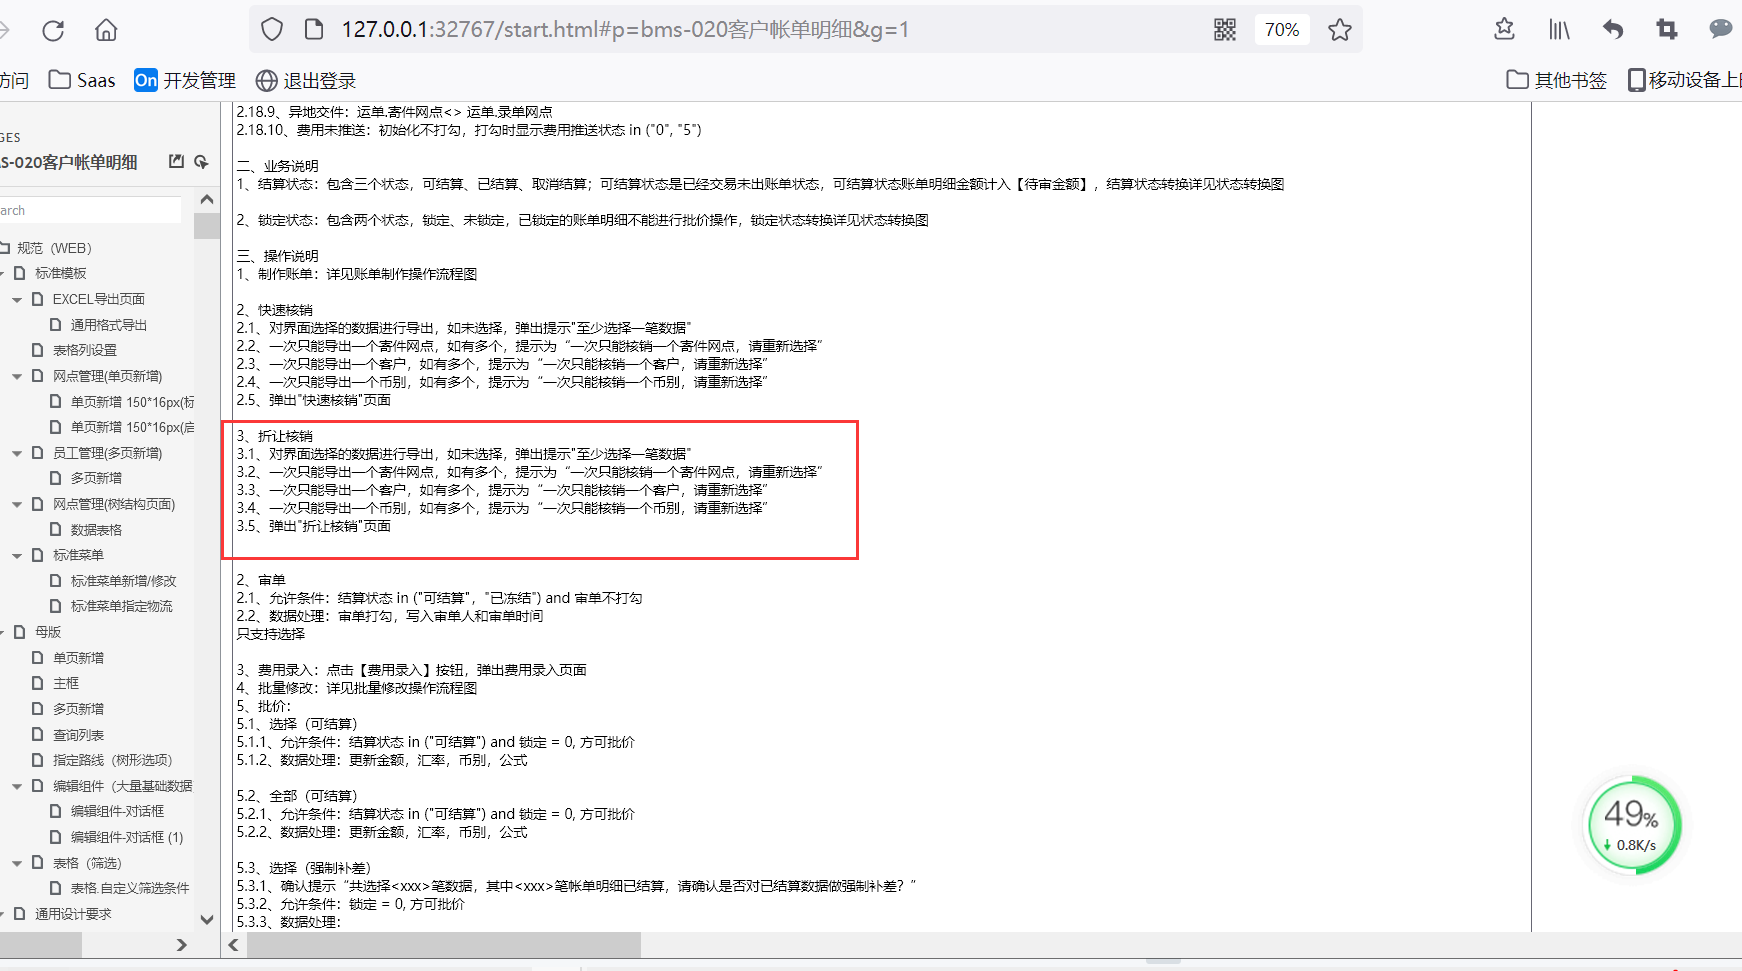 127.0.0.1:32767/start.html#p=bms-020客户帐单明细&g=1
70%
访问
Saas
On 开发管理
退出登录
其他书签
移动设备上
GES
S-020客户帐单明细
arch
规范（WEB）
标准模板
EXCEL导出页面
通用格式导出
表格列设置
网点管理(单页新增)
单页新增 150*16px(标
单页新增 150*16px(启
员工管理(多页新增)
多页新增
网点管理(树结构页面)
数据表格
标准菜单
标准菜单新增/修改
标准菜单指定物流
母版
单页新增
主框
多页新增
查询列表
指定路线（树形选项）
编辑组件（大量基础数据
编辑组件-对话框
编辑组件-对话框 (1)
表格（筛选）
表格.自定义筛选条件
通用设计要求
2.18.9、异地交件：运单.寄件网点<> 运单.录单网点
2.18.10、费用未推送：初始化不打勾，打勾时显示费用推送状态 in ("0", "5")
二、业务说明
1、结算状态：包含三个状态，可结算、已结算、取消结算；可结算状态是已经交易未出账单状态，可结算状态账单明细金额计入【待审金额】，结算状态转换详见状态转换图
2、锁定状态：包含两个状态，锁定、未锁定，已锁定的账单明细不能进行批价操作，锁定状态转换详见状态转换图
三、操作说明
1、制作账单：详见账单制作操作流程图
2、快速核销
2.1、对界面选择的数据进行导出，如未选择，弹出提示"至少选择一笔数据"
2.2、一次只能导出一个寄件网点，如有多个，提示为“一次只能核销一个寄件网点，请重新选择”
2.3、一次只能导出一个客户，如有多个，提示为“一次只能核销一个客户，请重新选择”
2.4、一次只能导出一个币别，如有多个，提示为“一次只能核销一个币别，请重新选择”
2.5、弹出"快速核销"页面
3、折让核销
3.1、对界面选择的数据进行导出，如未选择，弹出提示"至少选择一笔数据"
3.2、一次只能导出一个寄件网点，如有多个，提示为“一次只能核销一个寄件网点，请重新选择”
3.3、一次只能导出一个客户，如有多个，提示为“一次只能核销一个客户，请重新选择”
3.4、一次只能导出一个币别，如有多个，提示为“一次只能核销一个币别，请重新选择”
3.5、弹出"折让核销"页面
2、审单
2.1、允许条件：结算状态 in ("可结算"，"已冻结") and 审单不打勾
2.2、数据处理：审单打勾，写入审单人和审单时间
只支持选择
3、费用录入：点击【费用录入】按钮，弹出费用录入页面
4、批量修改：详见批量修改操作流程图
5、批价：
5.1、选择（可结算）
5.1.1、允许条件：结算状态 in ("可结算") and 锁定 = 0, 方可批价
5.1.2、数据处理：更新金额，汇率，币别，公式
5.2、全部（可结算）
5.2.1、允许条件：结算状态 in ("可结算") and 锁定 = 0, 方可批价
5.2.2、数据处理：更新金额，汇率，币别，公式
5.3、选择（强制补差）
5.3.1、确认提示“共选择<xxx>笔数据，其中<xxx>笔帐单明细已结算，请确认是否对已结算数据做强制补差？”
5.3.2、允许条件：锁定 = 0, 方可批价
5.3.3、数据处理：
49%
0.8K/s